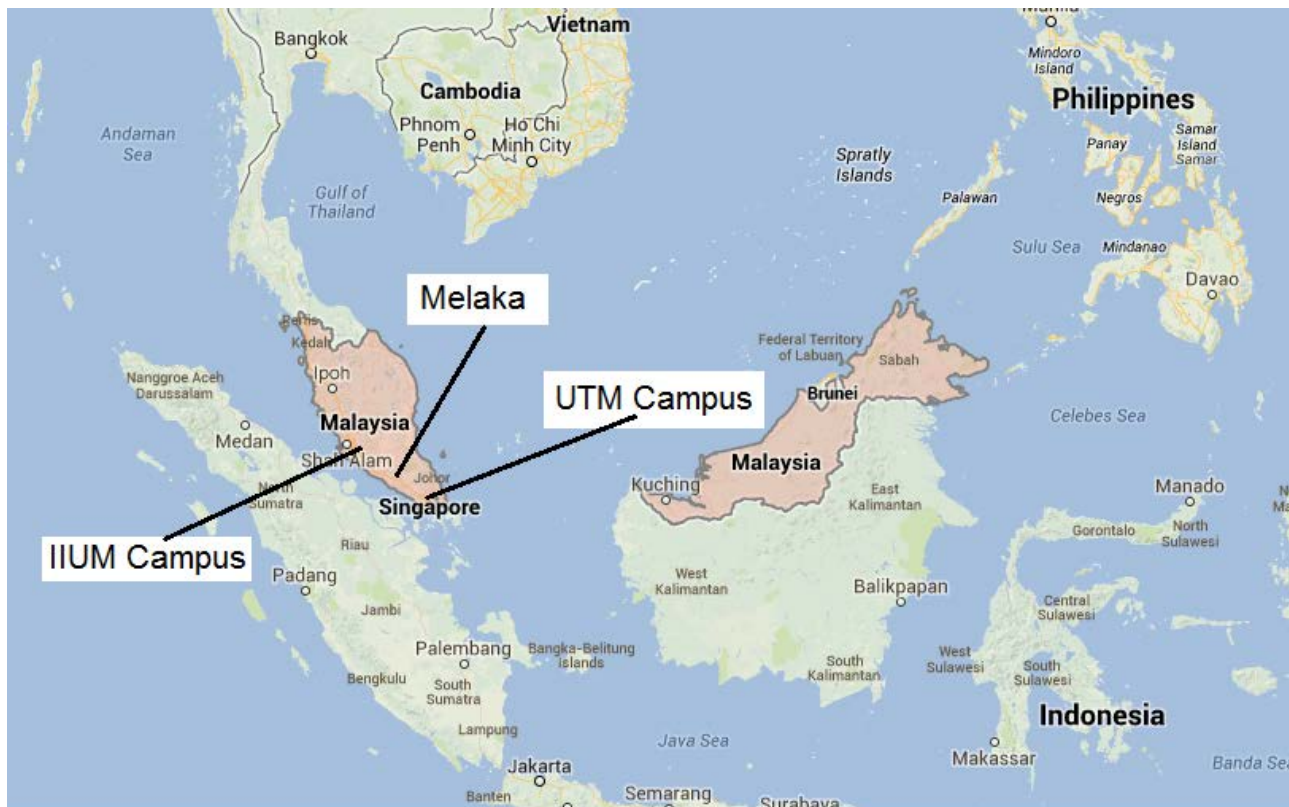 Manila
Vietnam
Bangkok
Mindoro
Island
Cambodia
Philippines
Andaman
Sea
Phnom
Penh
Ho Chi
Minh City
Samar
Island
Samar
Panay
Spratly
Islands
Gulf of
Thailand
Palawan
Negros
Sulu Sea
Mindanao
Davao
Melaka
Perlis
Kedah
Federal Territory
of Labuan
Sabah
Ipoh
Nanggroe Aceh
Darussalam
Brunei
UTM Campus
Celebes Sea
Malaysia
Medan
Shah Alam
Malaysia
Johor
Kuching
North
Sumatra
Singapore
East
Kalimantan
Manado
Gorontalo
North
Sulawesi
IIUM Campus
Riau
Padang
West
Kalimantan
Balikpapan
Jambi
Central
Sulawesi
Palembang
Bangka-Belitung
islands
West
Sulawesi
South
Sulawesi
Bengkulu
South
Sumatra
South
Kalimantan
Indonesia
Lampung
Java Sea
Makassar
Banda Sea
Jakarta
Banten
Semarang
Surabaya